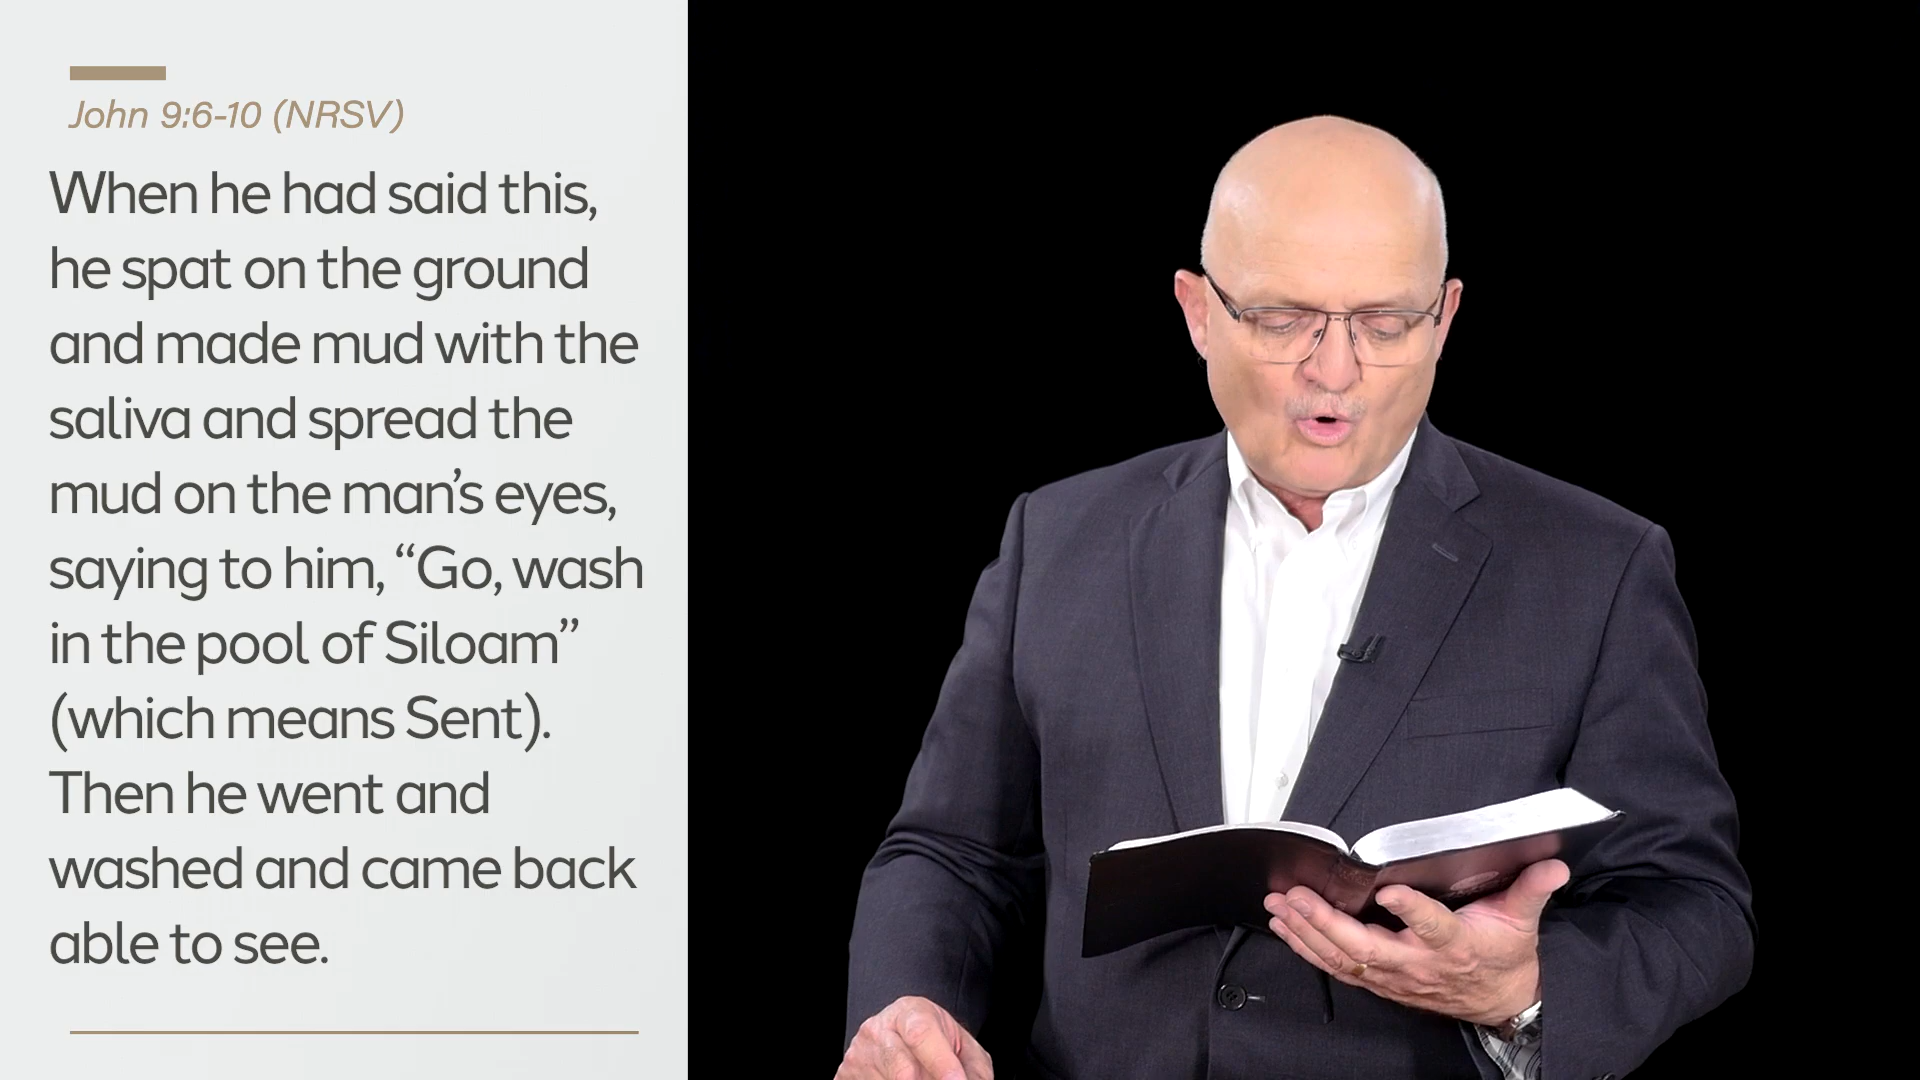 John 9:6-10 (NRSV)
When he had said this,
he spat on the ground
and made mud with the
saliva and spread the
mud on the man’s eyes,
saying to him, “Go, wash
in the pool of Siloam”
(which means Sent).
Then he went and
washed and came back
able to see.